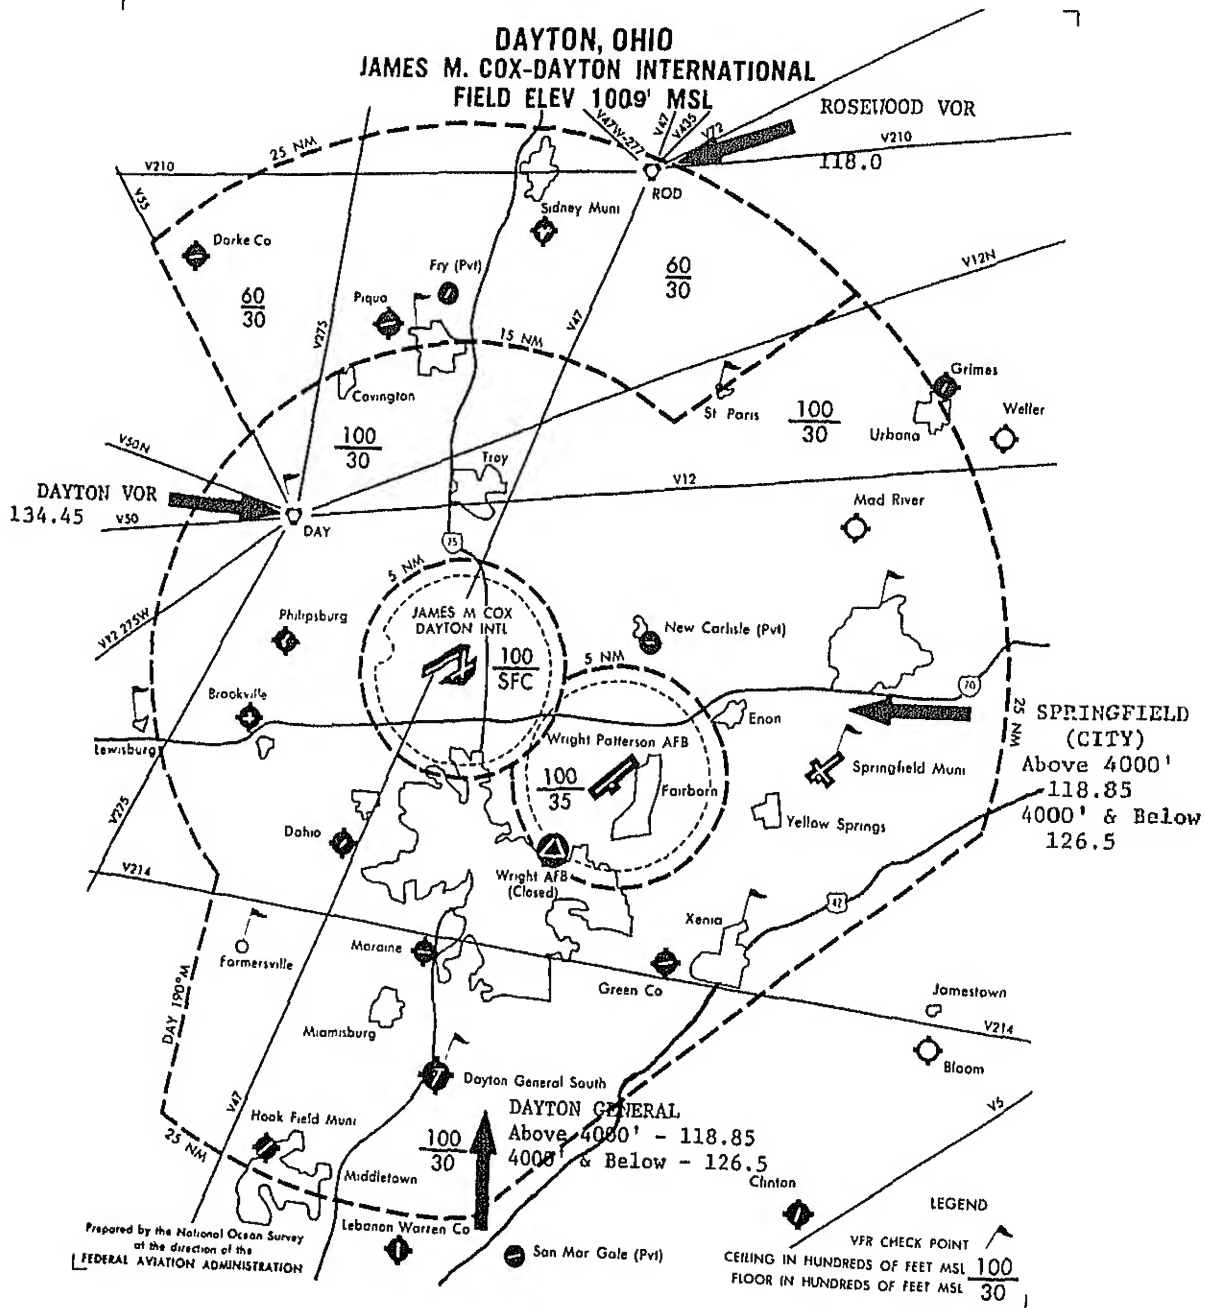 DAYTON, OHIO
JAMES M. COX-DAYTON INTERNATIONAL
FIELD ELEV 1009' MSL
ROSEWOOD VOR
118.0
25 NM
V47W-277
V47
V435
V72
V210
V210
V55
ROD
Sidney Muni
Darke Co
Fry (Pvt)
Piqua
60
30
60
30
V12N
V275
V47
15 NM
Covington
St Paris
Grimes
Weller
Urbana
100
30
100
30
V50N
Troy
V12
DAYTON VOR
134.45
V50
DAY
Mad River
75
5 NM
V12 275W
JAMES M COX
DAYTON INTL
100
SFC
Philipsburg
New Carlisle (Pvt)
5 NM
Brookville
70
25 NM
Enon
Lewisburg
Wright Patterson AFB
SPRINGFIELD
(CITY)
Above 4000'
118.85
4000' & Below
126.5
Springfield Muni
100
35
Fairborn
Yellow Springs
V275
Dahio
V214
Wright AFB
(Closed)
42
Xenia
Moraine
Farmersville
Green Co
Jamestown
DAY 190°M
Miamisburg
V214
Bloom
Dayton General South
V47
V5
Hook Field Muni
DAYTON GENERAL
Above 4000' - 118.85
4000' & Below - 126.5
100
30
25 NM
Middletown
Clinton
Lebanon Warren Co
San Mar Gale (Pvt)
Prepared by the National Ocean Survey
at the direction of the
FEDERAL AVIATION ADMINISTRATION
LEGEND
VFR CHECK POINT
CEILING IN HUNDREDS OF FEET MSL 100
FLOOR IN HUNDREDS OF FEET MSL 30